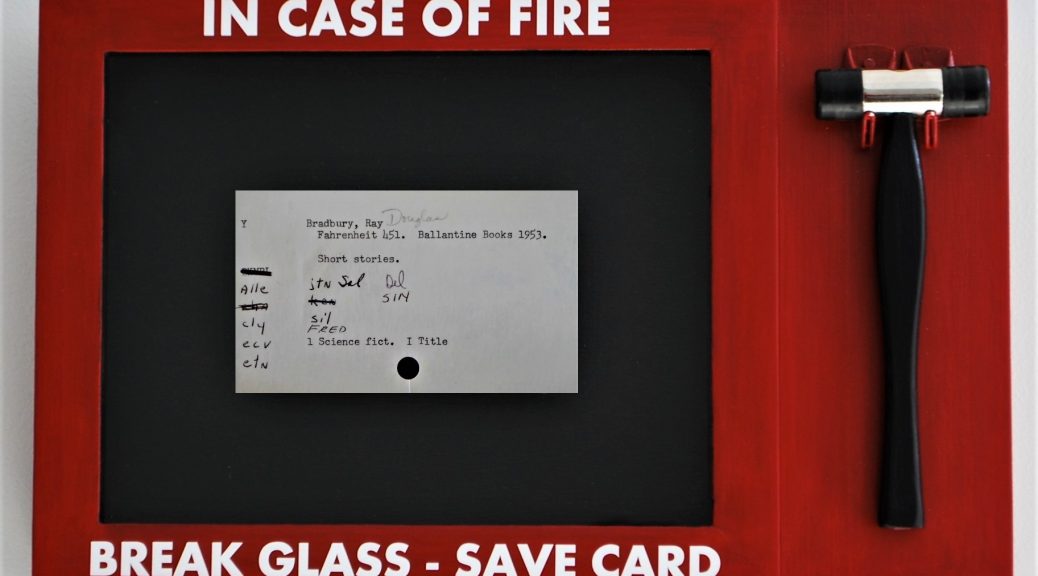 IN CASE OF FIRE
Y Bradbury, Ray Douglas
Fahrenheit 451. Ballantine Books 1953.
Short stories.
Alle jtN Sel Del
SIN
cly sil
FRED
ecv 1 Science fict. I Title
etN
BREAK GLASS - SAVE CARD